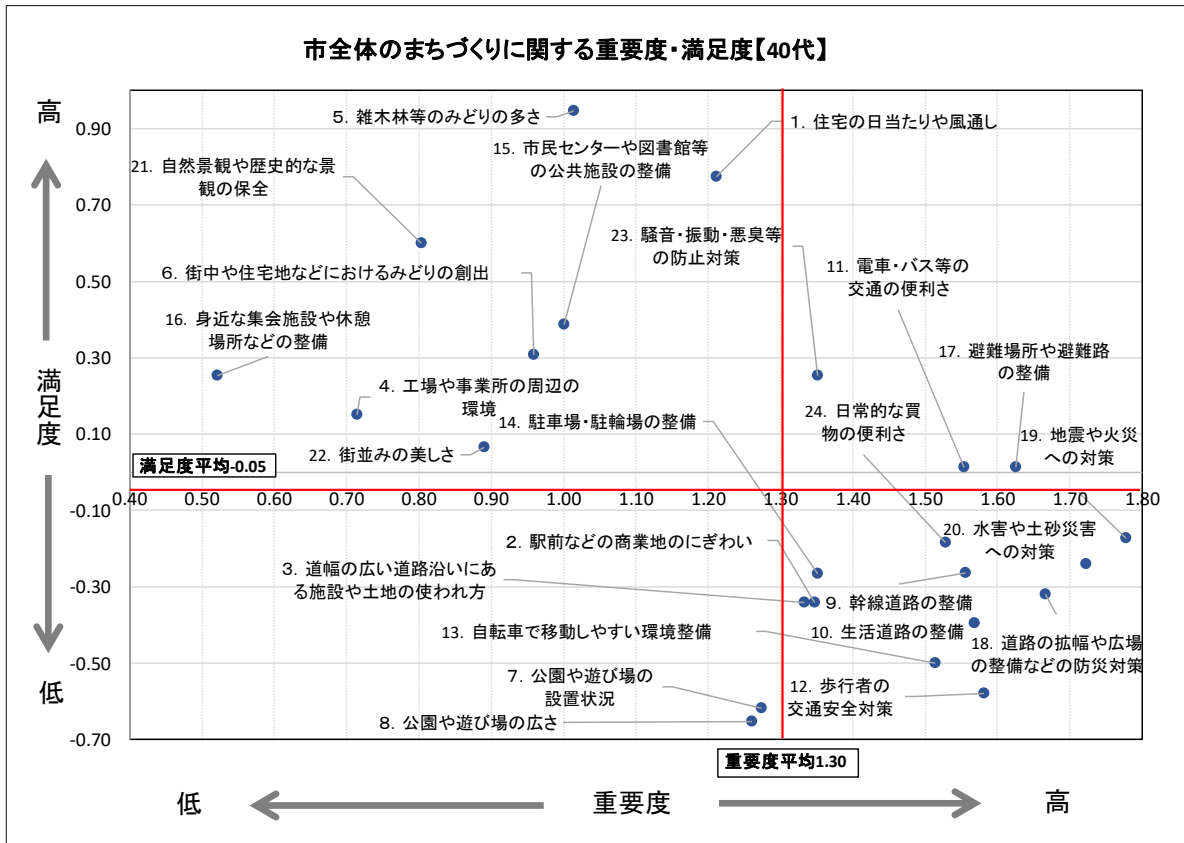 市全体のまちづくりに関する重要度・満足度【40代】
高
満足度
低
0.90
0.70
0.50
0.30
0.10
-0.10
-0.30
-0.50
-0.70
5. 雑木林等のみどりの多さ
1. 住宅の日当たりや風通し
15. 市民センターや図書館等
の公共施設の整備
21. 自然景観や歴史的な景
観の保全
23. 騒音・振動・悪臭等
の防止対策
6. 街中や住宅地などにおけるみどりの創出
11. 電車・バス等の
交通の便利さ
16. 身近な集会施設や休憩
場所などの整備
17. 避難場所や避難路
の整備
4. 工場や事業所の周辺の
環境
14. 駐車場・駐輪場の整備
24. 日常的な買
物の便利さ
22. 街並みの美しさ
19. 地震や火災
への対策
満足度平均-0.05
0.40 0.50 0.60 0.70 0.80 0.90 1.00 1.10 1.20 1.30 1.40 1.50 1.60 1.70 1.80
2. 駅前などの商業地のにぎわい
20. 水害や土砂災害
への対策
3. 道幅の広い道路沿いにあ
る施設や土地の使われ方
9. 幹線道路の整備
13. 自転車で移動しやすい環境整備
10. 生活道路の整備
18. 道路の拡幅や広場
の整備などの防災対策
7. 公園や遊び場の
設置状況
12. 歩行者の
交通安全対策
8. 公園や遊び場の広さ
重要度平均1.30
低
重要度
高